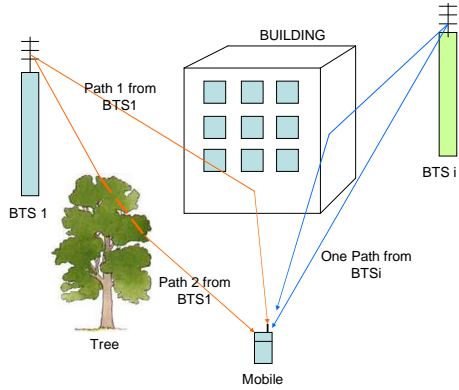 BUILDING
Path 1 from
BTS1
BTS i
BTS 1
One Path from
BTSi
Path 2 from
BTS1
Tree
Mobile